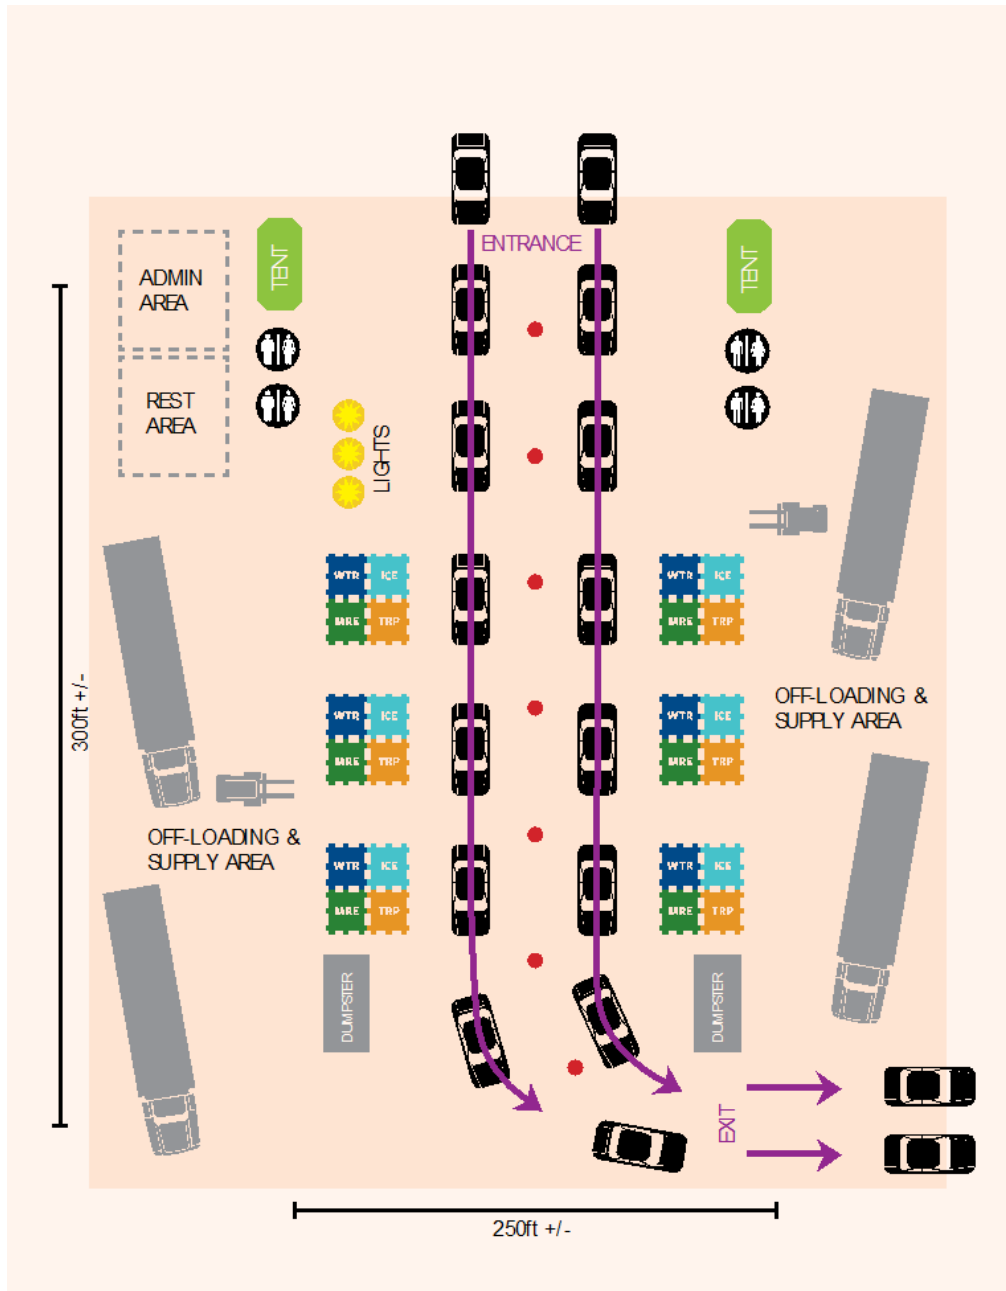 ENTRANCE
TENT
TENT
ADMIN
AREA
REST
AREA
LIGHTS
WTR ICE
MRE TRP
WTR ICE
MRE TRP
OFF-LOADING &
SUPPLY AREA
300ft +/-
WTR ICE
MRE TRP
WTR ICE
MRE TRP
OFF-LOADING &
SUPPLY AREA
WTR ICE
MRE TRP
WTR ICE
MRE TRP
DUMPSTER
DUMPSTER
EXIT
250ft +/-